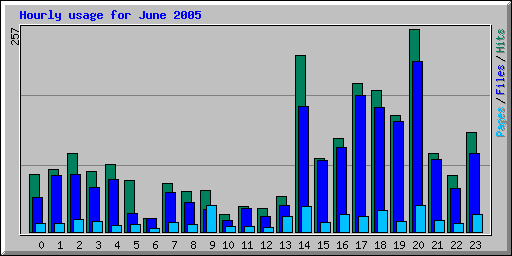 Hourly usage for June 2005
257
Pages/Files/Hits
0 1 2 3 4 5 6 7 8 9 10 11 12 13 14 15 16 17 18 19 20 21 22 23